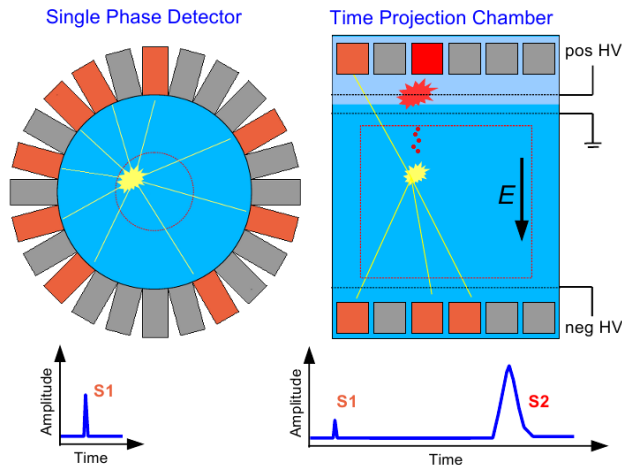 Single Phase Detector
Time Projection Chamber
pos HV
E
neg HV
Amplitude
S1
Time
Amplitude
S1
S2
Time